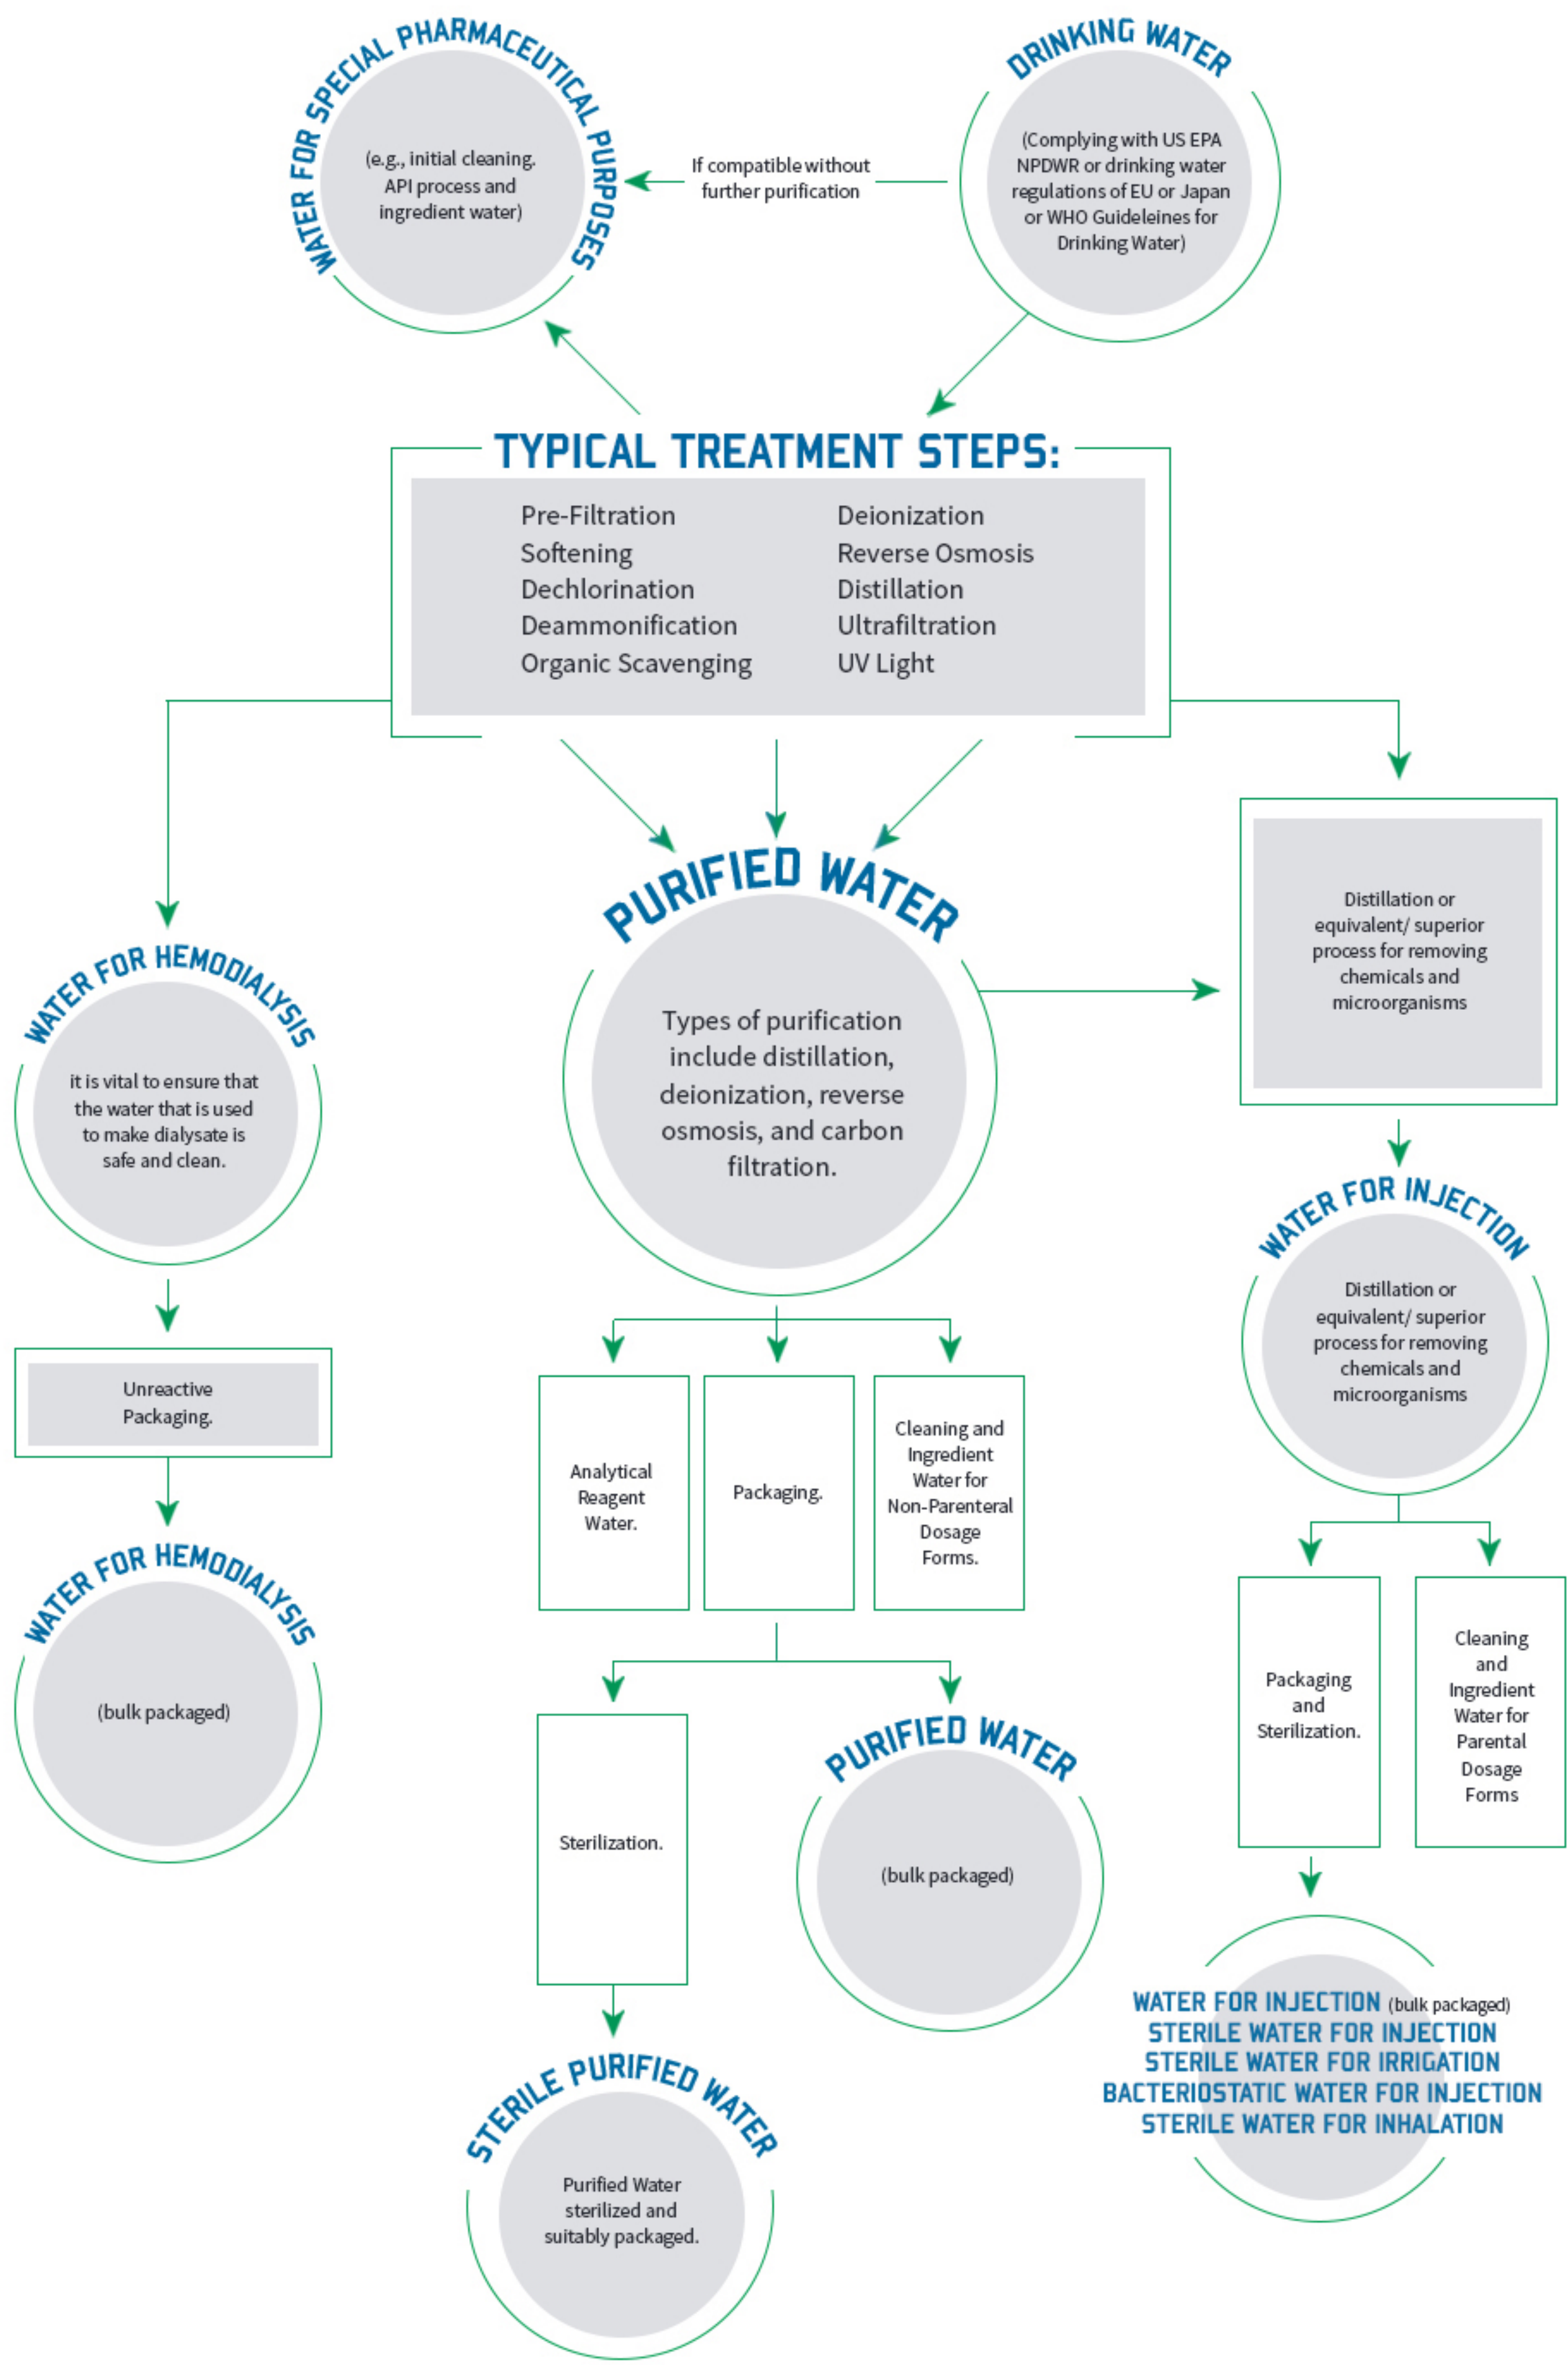 WATER FOR SPECIAL PHARMACEUTICAL PURPOSES
(e.g., initial cleaning.
API process and
ingredient water)
If compatible without
further purification
DRINKING WATER
(Complying with US EPA
NPDWR or drinking water
regulations of EU or Japan
or WHO Guideleines for
Drinking Water)
TYPICAL TREATMENT STEPS:
Pre-Filtration
Softening
Dechlorination
Deammonification
Organic Scavenging
Deionization
Reverse Osmosis
Distillation
Ultrafiltration
UV Light
WATER FOR HEMODIALYSIS
it is vital to ensure that
the water that is used
to make dialysate is
safe and clean.
Unreactive
Packaging.
WATER FOR HEMODIALYSIS
(bulk packaged)
PURIFIED WATER
Types of purification
include distillation,
deionization, reverse
osmosis, and carbon
filtration.
Analytical
Reagent
Water.
Packaging.
Cleaning and
Ingredient
Water for
Non-Parenteral
Dosage
Forms.
Sterilization.
PURIFIED WATER
(bulk packaged)
STERILE PURIFIED WATER
Purified Water
sterilized and
suitably packaged.
Distillation or
equivalent/ superior
process for removing
chemicals and
microorganisms
WATER FOR INJECTION
Distillation or
equivalent/ superior
process for removing
chemicals and
microorganisms
Packaging
and
Sterilization.
Cleaning
and
Ingredient
Water for
Parental
Dosage
Forms
WATER FOR INJECTION (bulk packaged)
STERILE WATER FOR INJECTION
STERILE WATER FOR IRRIGATION
BACTERIOSTATIC WATER FOR INJECTION
STERILE WATER FOR INHALATION